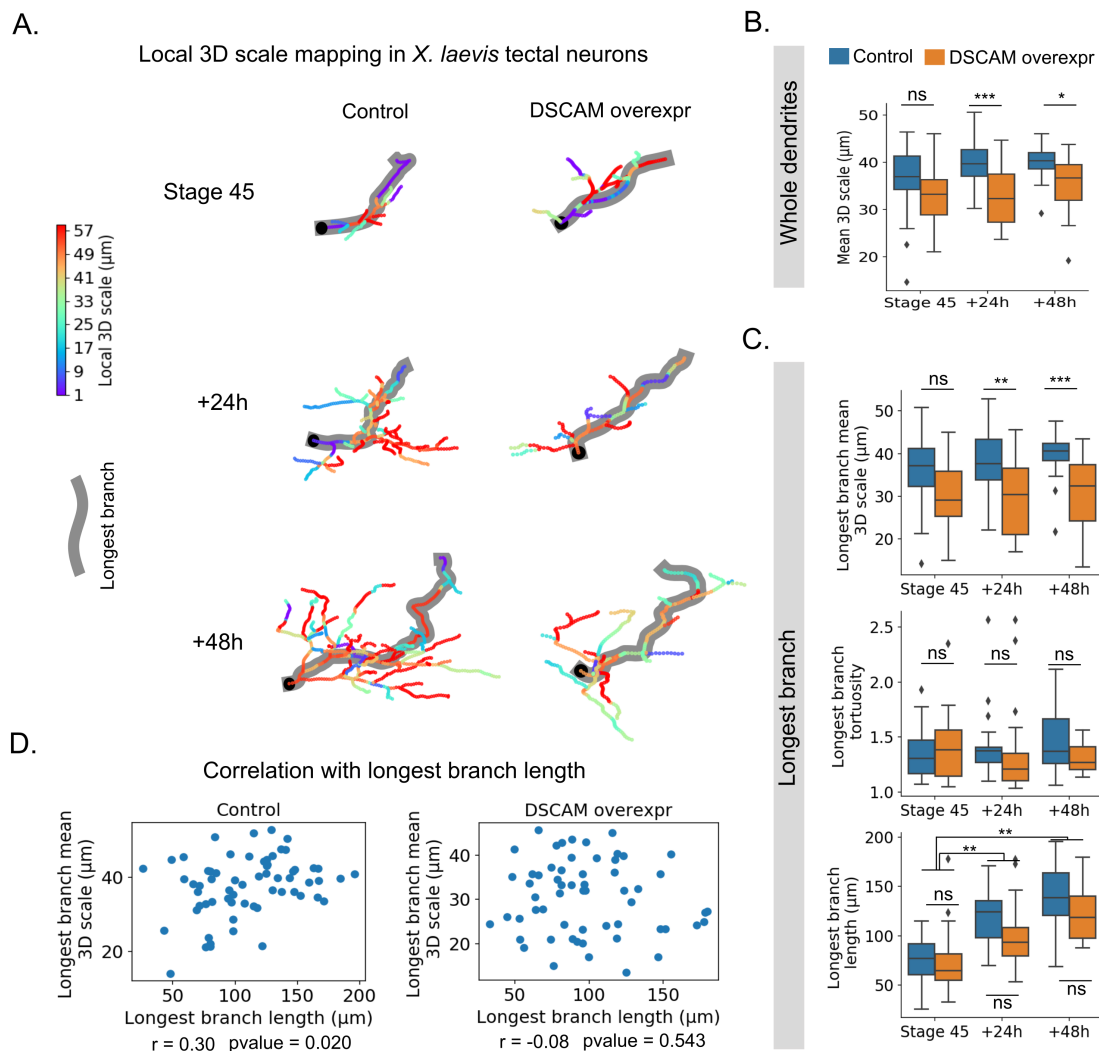 A.
Local 3D scale mapping in X. laevis tectal neurons
Control
DSCAM overexpr
Stage 45
57
49
41
33
25
17
9
1
Local 3D scale (μm)
+24h
Longest branch
+48h
B.
Whole dendrites
Control
DSCAM overexpr
ns
***
*
Mean 3D scale (μm)
50
40
30
20
Stage 45
+24h
+48h
C.
Longest branch
ns
**
***
Longest branch mean
3D scale (μm)
50
40
30
20
Stage 45
+24h
+48h
Longest branch
tortuosity
2.5
2.0
1.5
1.0
ns
ns
ns
Stage 45
+24h
+48h
Longest branch
length (μm)
200
150
100
50
**
**
ns
ns
ns
Stage 45
+24h
+48h
D.
Correlation with longest branch length
Control
Longest branch mean
3D scale (μm)
40
20
50
100
150
200
Longest branch length (μm)
r = 0.30 pvalue = 0.020
DSCAM overexpr
Longest branch mean
3D scale (μm)
40
30
20
50
100
150
Longest branch length (μm)
r = -0.08 pvalue = 0.543